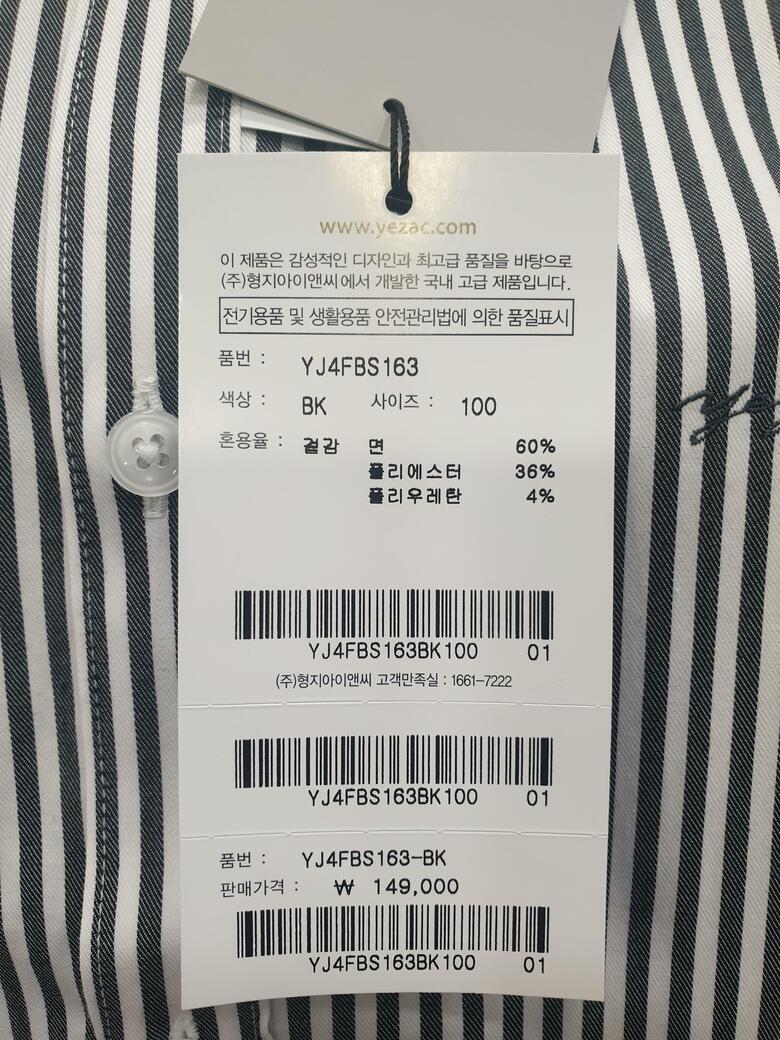 www.yezac.com
이 제품은 감성적인 디자인과 최고급 품질을 바탕으로
(주)형지아이앤씨에서 개발한 국내 고급 제품입니다.
전기용품 및 생활용품 안전관리법에 의한 품질표시
품번 : YJ4FBS163
색상 : BK 사이즈 : 100
혼용율 : 겉감 면 60%
폴리에스터 36%
폴리우레탄 4%
YJ4FBS163BK100 01
(주)형지아이앤씨 고객만족실 : 1661-7222
YJ4FBS163BK100 01
품번 : YJ4FBS163-BK
판매가격 : ₩ 149,000
YJ4FBS163BK100 01